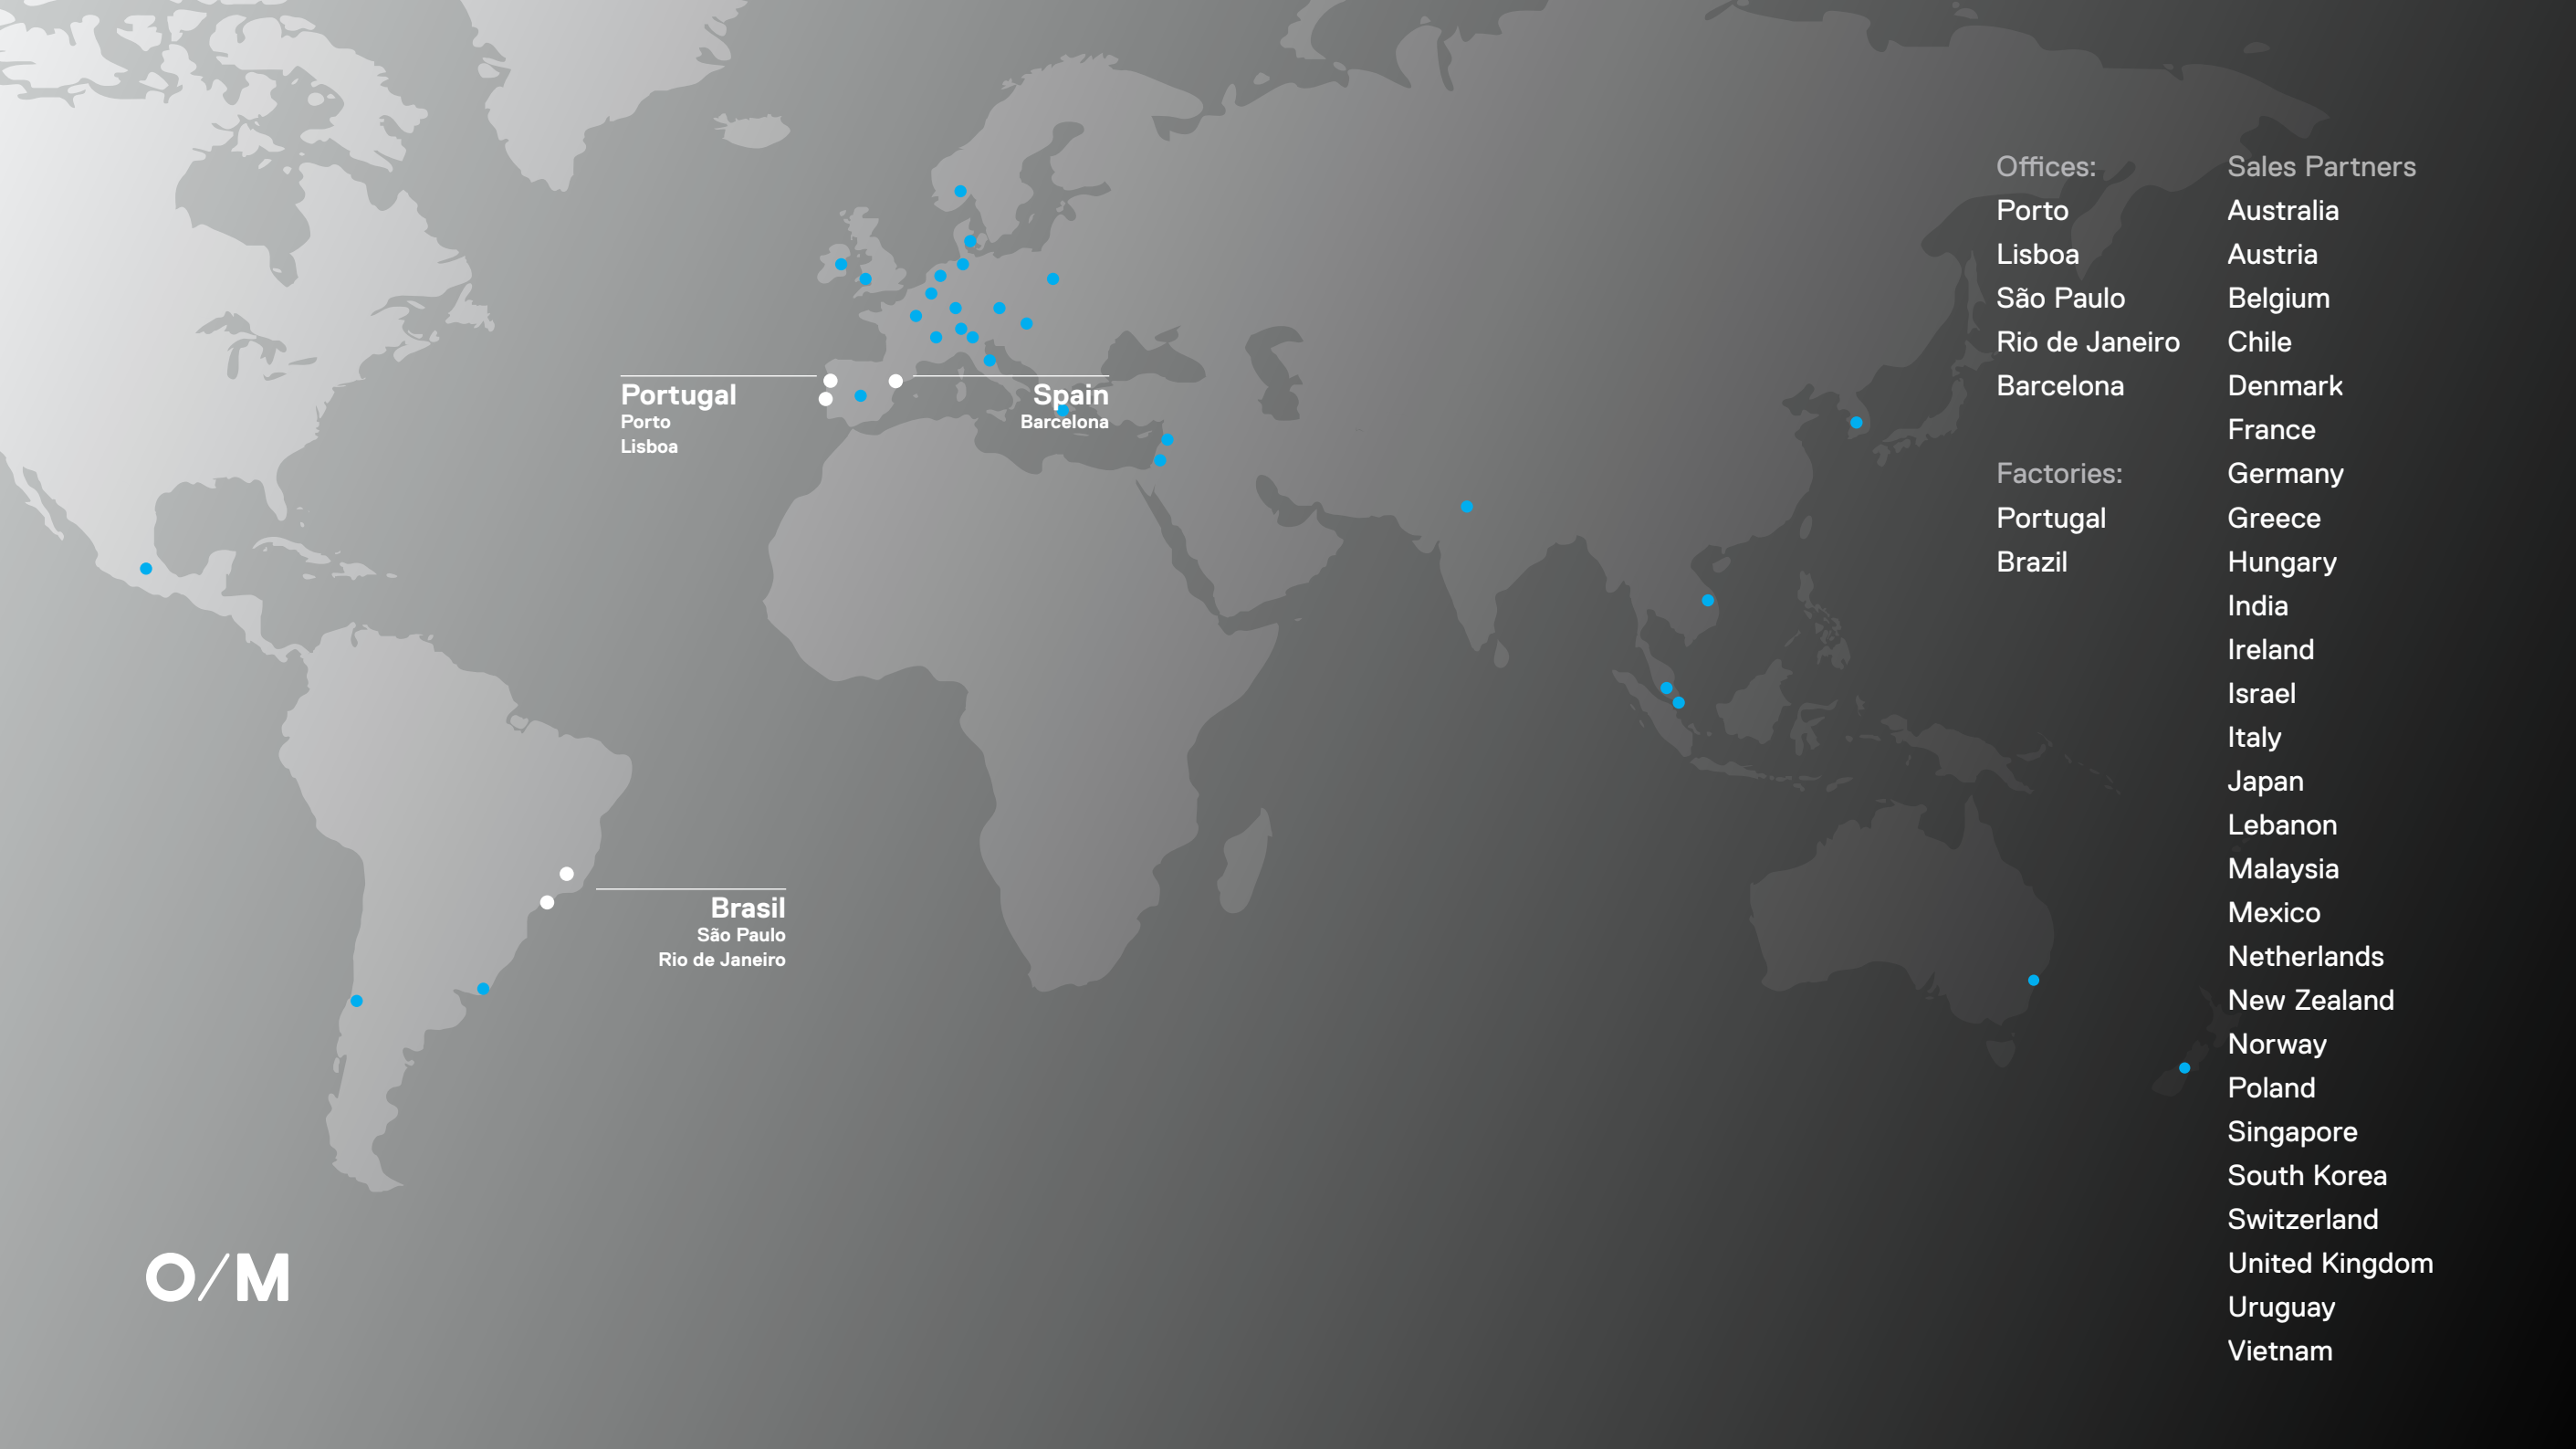 Portugal
Porto
Lisboa
Spain
Barcelona
Brasil
São Paulo
Rio de Janeiro
O/M
Offices:
Porto
Lisboa
São Paulo
Rio de Janeiro
Barcelona
Factories:
Portugal
Brazil
Sales Partners
Australia
Austria
Belgium
Chile
Denmark
France
Germany
Greece
Hungary
India
Ireland
Israel
Italy
Japan
Lebanon
Malaysia
Mexico
Netherlands
New Zealand
Norway
Poland
Singapore
South Korea
Switzerland
United Kingdom
Uruguay
Vietnam